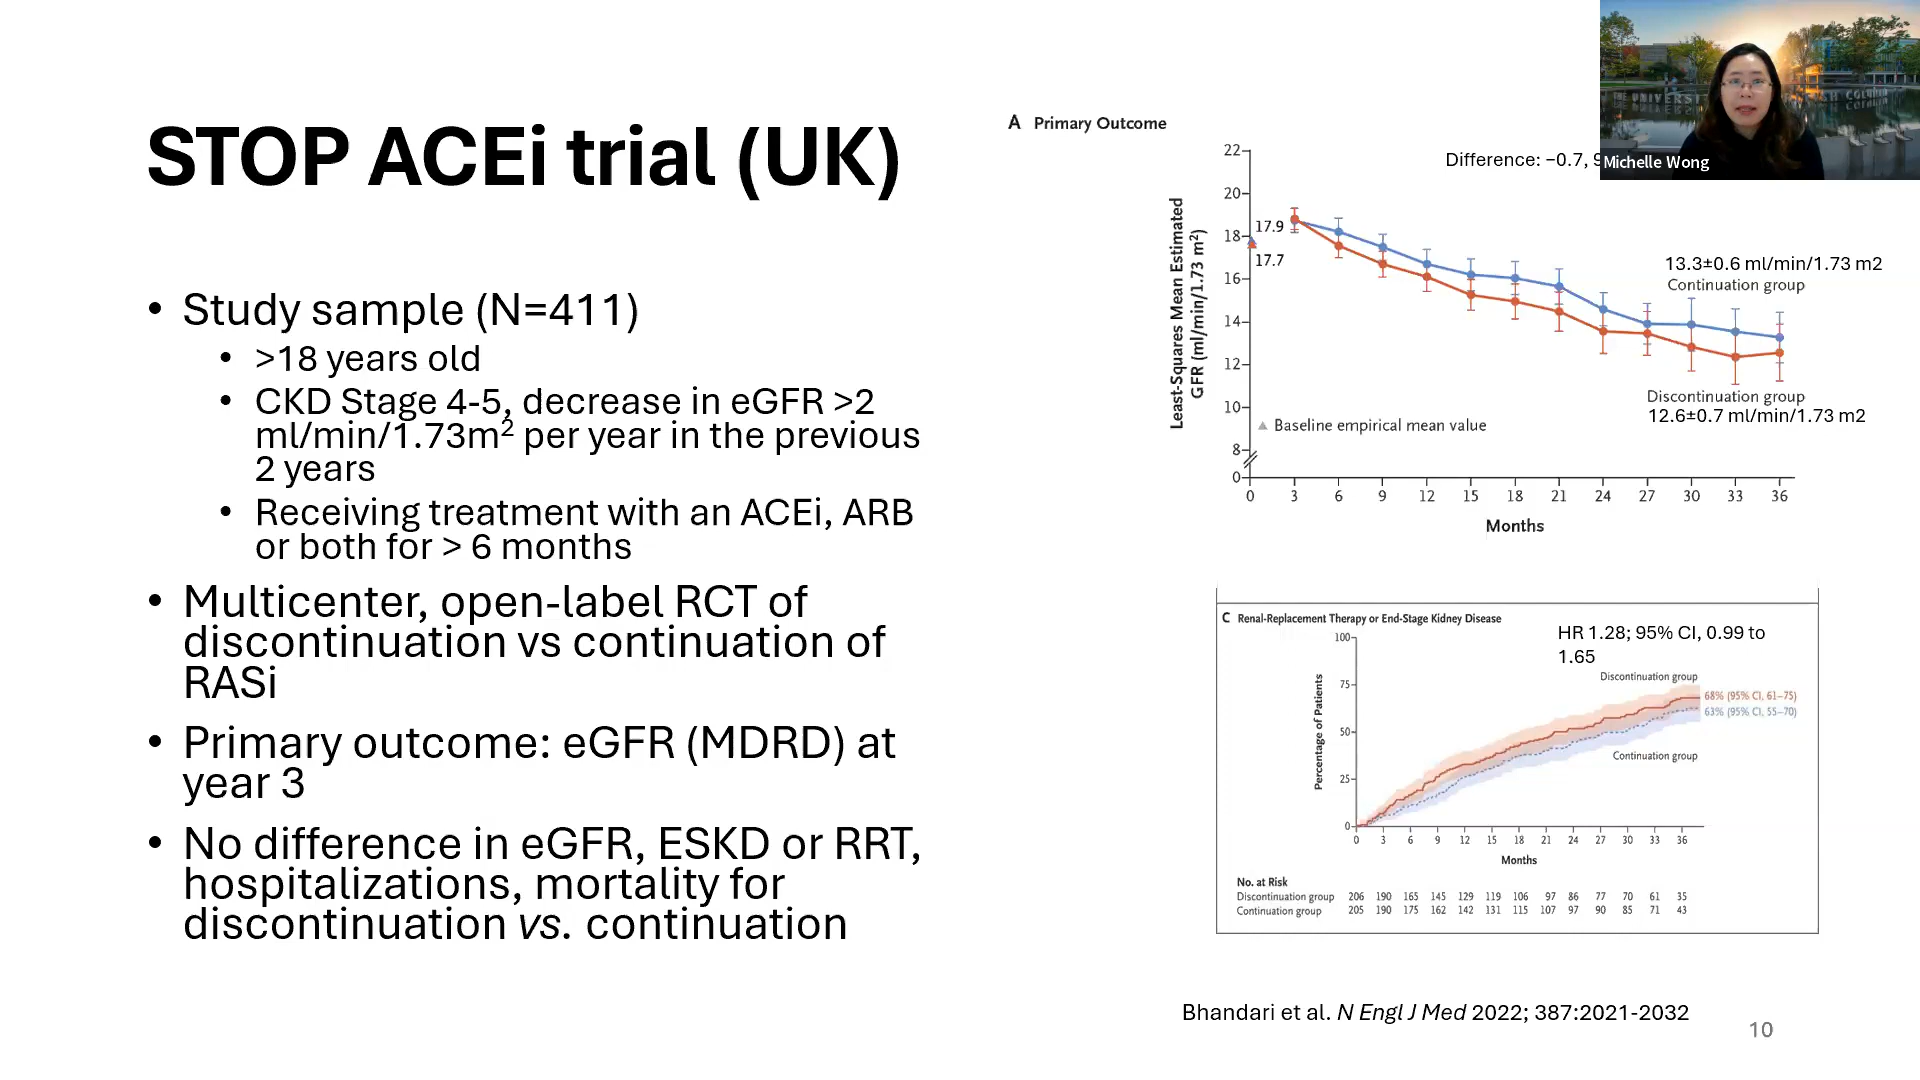 STOP ACEi trial (UK)
• Study sample (N=411)
• >18 years old
• CKD Stage 4-5, decrease in eGFR >2
ml/min/1.73m² per year in the previous
2 years
• Receiving treatment with an ACEi, ARB
or both for > 6 months
• Multicenter, open-label RCT of
discontinuation vs continuation of
RASi
• Primary outcome: eGFR (MDRD) at
year 3
• No difference in eGFR, ESKD or RRT,
hospitalizations, mortality for
discontinuation vs. continuation
A Primary Outcome
Difference: −0.7,
Michelle Wong
Least-Squares Mean Estimated
GFR (ml/min/1.73 m²)
22
20
18
16
14
12
10
8
0
17.9
17.7
13.3±0.6 ml/min/1.73 m2
Continuation group
Discontinuation group
12.6±0.7 ml/min/1.73 m2
Baseline empirical mean value
0 3 6 9 12 15 18 21 24 27 30 33 36
Months
C Renal-Replacement Therapy or End-Stage Kidney Disease
HR 1.28; 95% CI, 0.99 to
1.65
Percentage of Patients
100
75
50
25
0
Discontinuation group
68% (95% CI, 61–75)
63% (95% CI, 55–70)
Continuation group
0 3 6 9 12 15 18 21 24 27 30 33 36
Months
No. at Risk
Discontinuation group 206 190 165 145 129 119 106 97 86 77 70 61 35
Continuation group 205 190 175 162 142 131 115 107 97 90 85 71 43
Bhandari et al. N Engl J Med 2022; 387:2021-2032
10